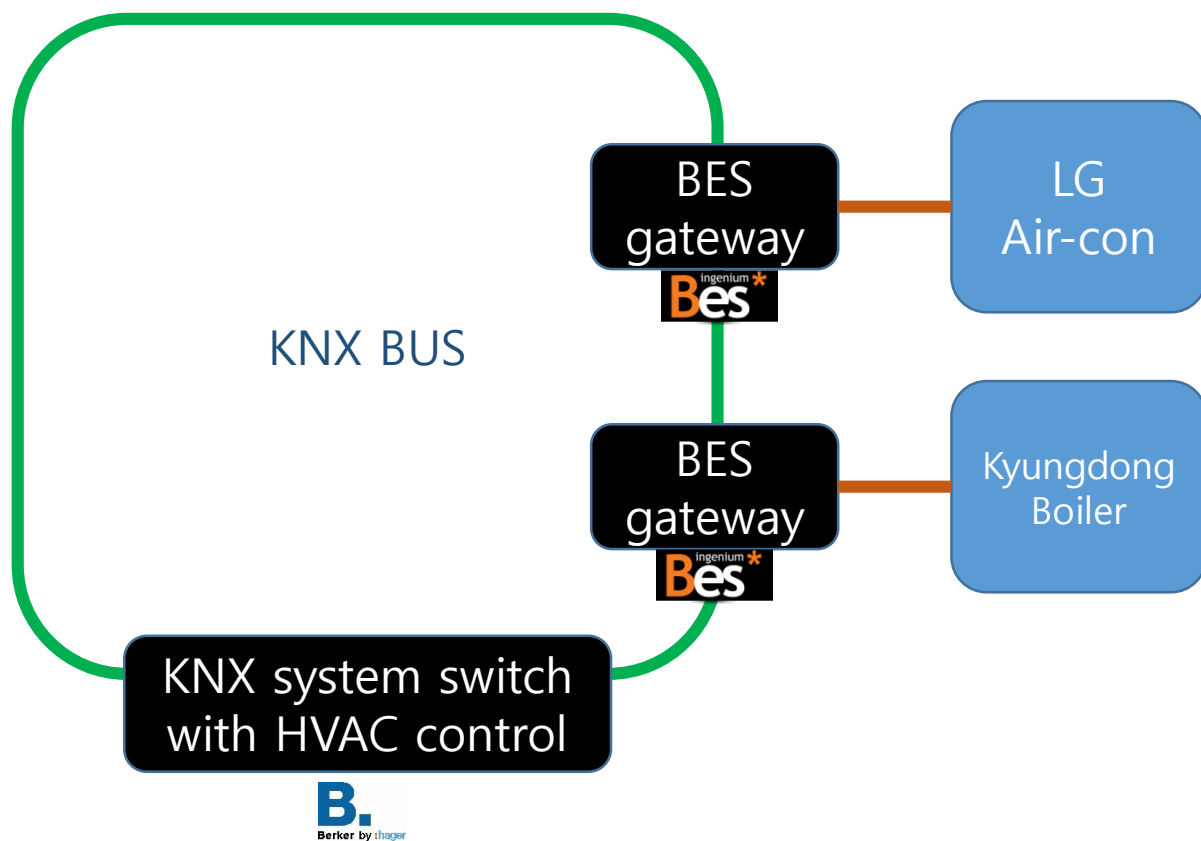 BES
gateway
ingenium
Bes*
LG
Air-con
KNX BUS
BES
gateway
ingenium
Bes*
Kyungdong
Boiler
KNX system switch
with HVAC control
B.
Berker by :hager